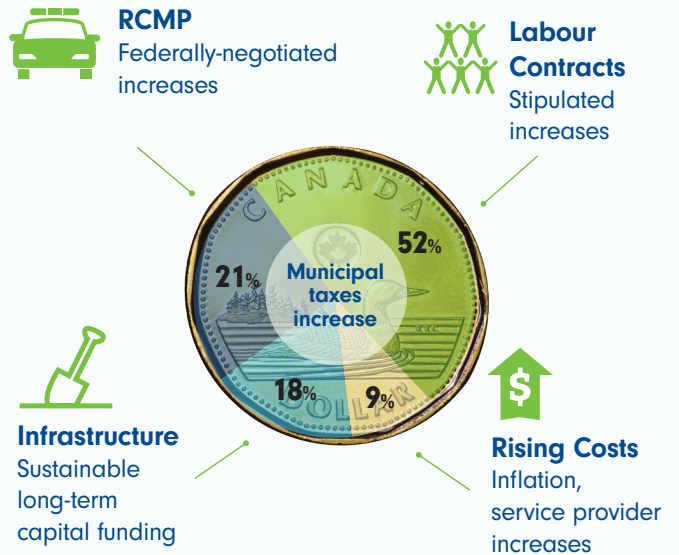 RCMP
Federally-negotiated
increases
Labour
Contracts
Stipulated
increases
CANADA
52%
21%
Municipal
taxes
increase
18%
9%
DOLLAR
Infrastructure
Sustainable
long-term
capital funding
$
Rising Costs
Inflation,
service provider
increases